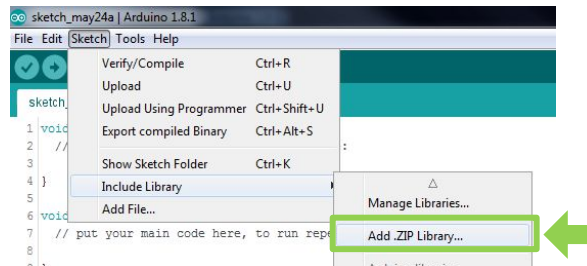 sketch_may24a | Arduino 1.8.1
File Edit Sketch Tools Help
Verify/Compile Ctrl+R
Upload Ctrl+U
Upload Using Programmer Ctrl+Shift+U
Export compiled Binary Ctrl+Alt+S
Show Sketch Folder Ctrl+K
Include Library
Add File...
Manage Libraries...
Add .ZIP Library...
sketch_
1 void
2 // :
3
4 }
5
6 void
7 // put your main code here, to run repe
8